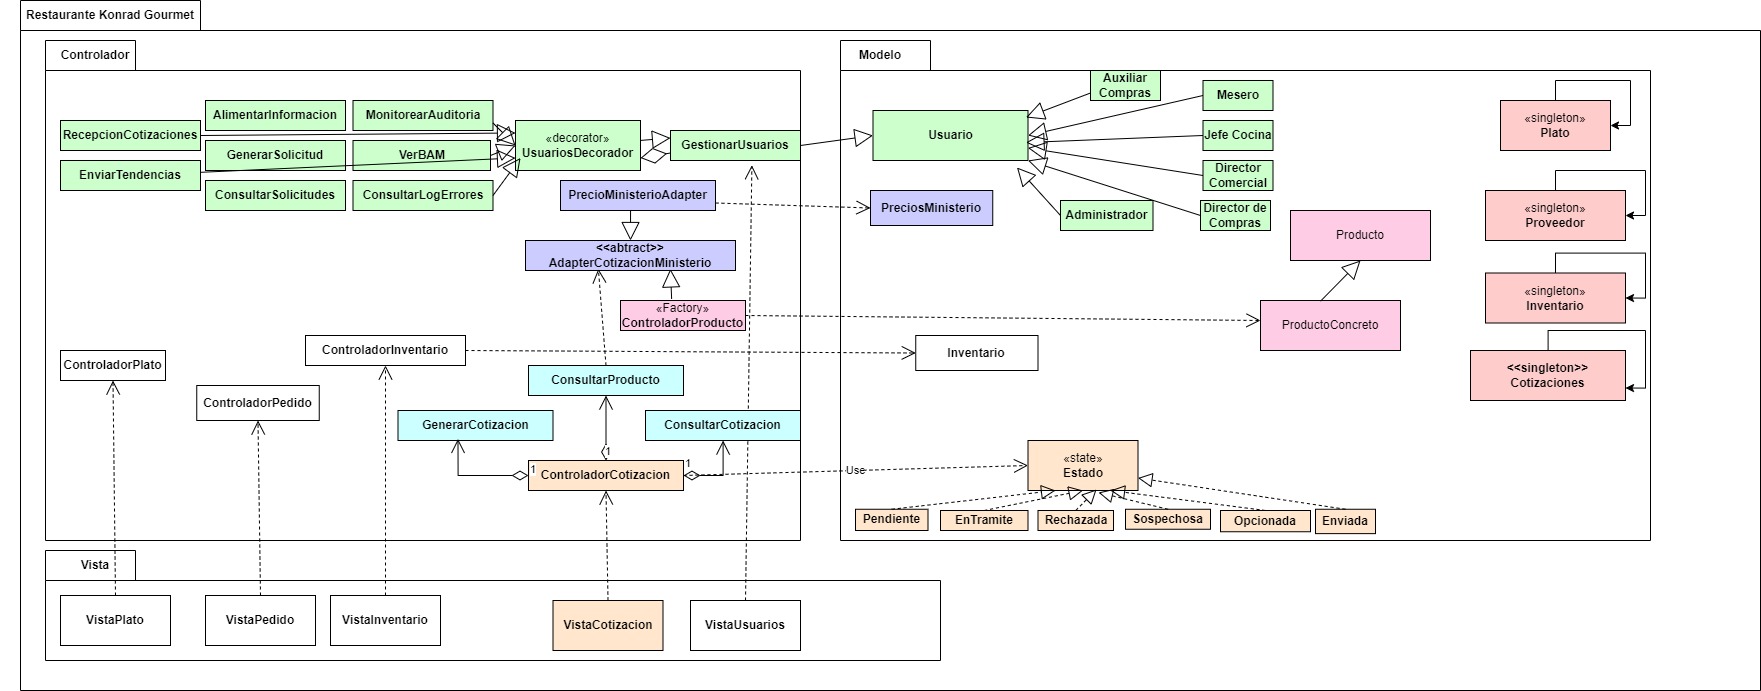 Restaurante Konrad Gourmet
Controlador
RecepcionCotizaciones
AlimentarInformacion
MonitorearAuditoria
GenerarSolicitud
VerBAM
EnviarTendencias
ConsultarSolicitudes
ConsultarLogErrores
«decorator»
UsuariosDecorador
GestionarUsuarios
PrecioMinisterioAdapter
<<abtract>>
AdapterCotizacionMinisterio
«Factory»
ControladorProducto
ControladorInventario
ControladorPlato
ControladorPedido
ConsultarProducto
GenerarCotizacion
ConsultarCotizacion
1
1
1
ControladorCotizacion
Use
Modelo
Usuario
Auxiliar
Compras
Mesero
Jefe Cocina
Director
Comercial
Director de
Compras
Administrador
PreciosMinisterio
Producto
ProductoConcreto
Inventario
«singleton»
Plato
«singleton»
Proveedor
«singleton»
Inventario
<<singleton>>
Cotizaciones
«state»
Estado
Pendiente
EnTramite
Rechazada
Sospechosa
Opcionada
Enviada
Vista
VistaPlato
VistaPedido
VistaInventario
VistaCotizacion
VistaUsuarios